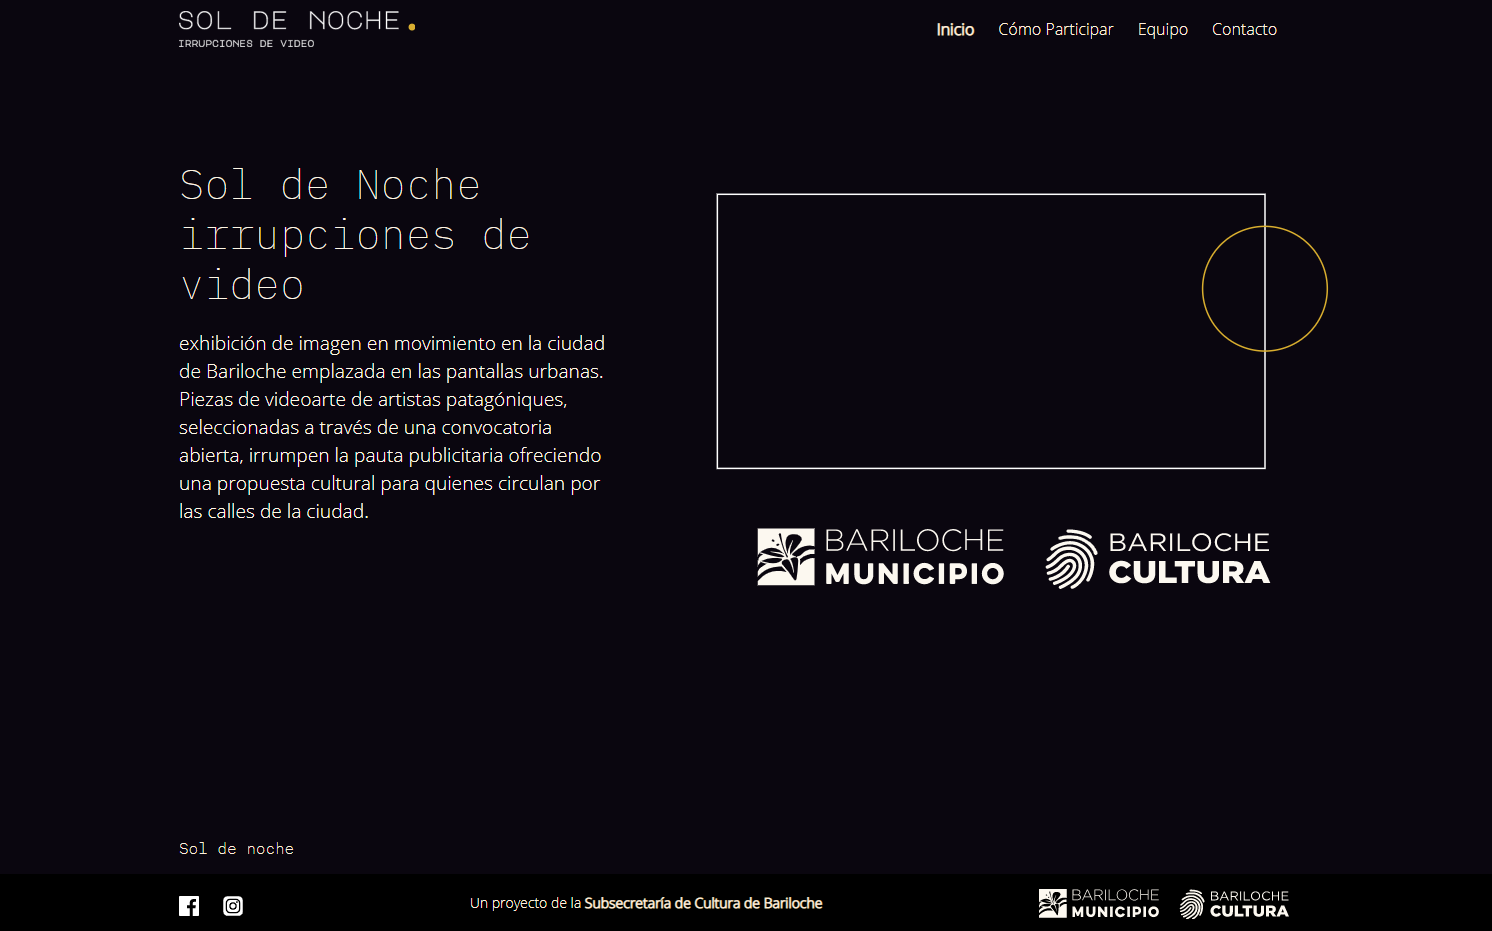 SOL DE NOCHE.
IRRUPCIONES DE VIDEO
Inicio Cómo Participar Equipo Contacto
Sol de Noche
irrupciones de
video
exhibición de imagen en movimiento en la ciudad
de Bariloche emplazada en las pantallas urbanas.
Piezas de videoarte de artistas patagóniques,
seleccionadas a través de una convocatoria
abierta, irrumpen la pauta publicitaria ofreciendo
una propuesta cultural para quienes circulan por
las calles de la ciudad.
BARILOCHE
MUNICIPIO
BARILOCHE
CULTURA
Sol de noche
Un proyecto de la Subsecretaría de Cultura de Bariloche
BARILOCHE
MUNICIPIO
BARILOCHE
CULTURA